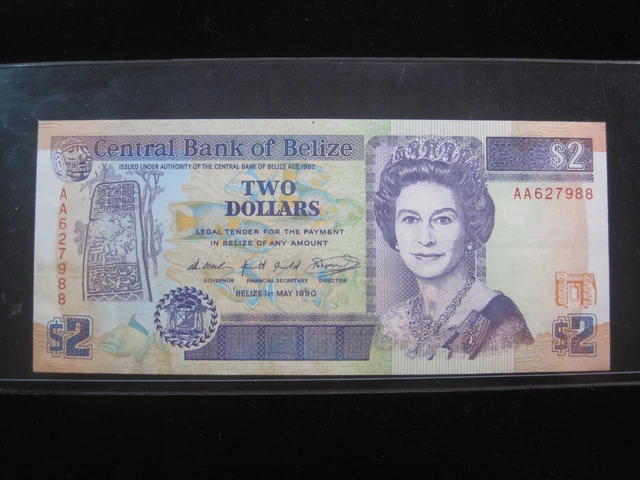 Central Bank of Belize
ISSUED UNDER AUTHORITY OF THE CENTRAL BANK OF BELIZE ACT, 1982
$2
AA627988
AA627988
TWO
DOLLARS
LEGAL TENDER FOR THE PAYMENT
IN BELIZE OF ANY AMOUNT
GOVERNOR FINANCIAL SECRETARY DIRECTOR
BELIZE 1st MAY 1990
$2
$2